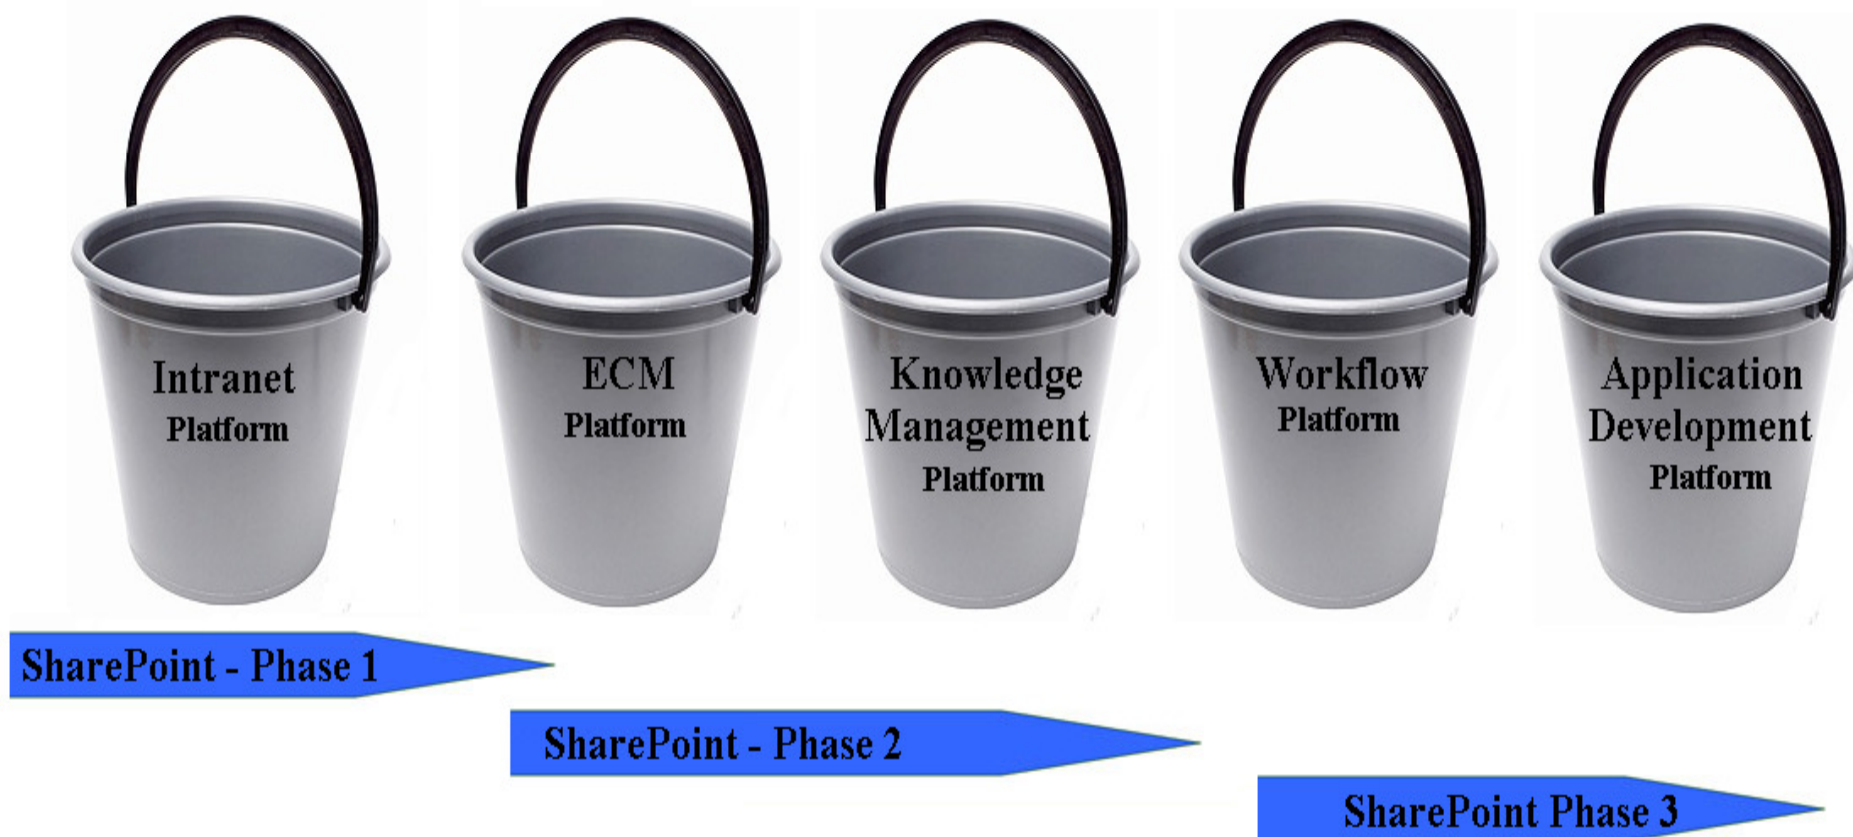 Intranet
Platform
ECM
Platform
Knowledge
Management
Platform
Workflow
Platform
Application
Development
Platform
SharePoint - Phase 1
SharePoint - Phase 2
SharePoint Phase 3